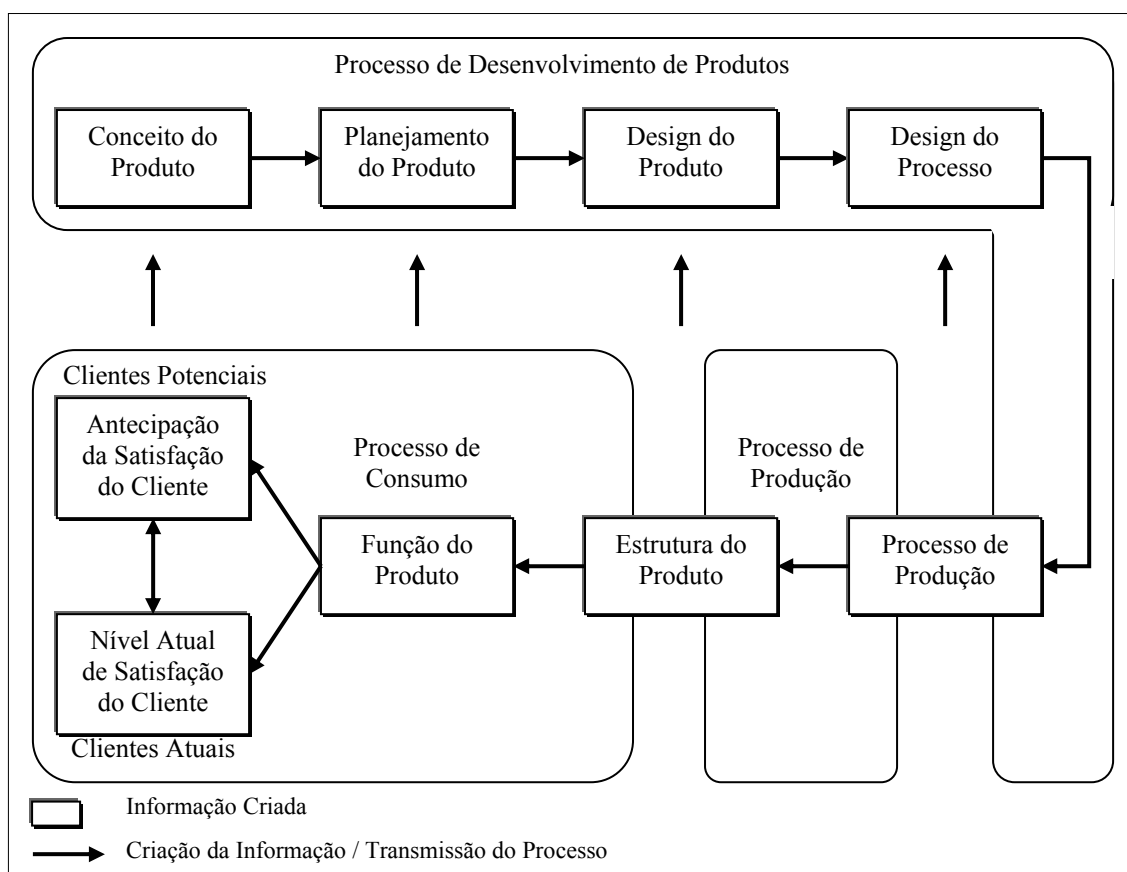 Processo de Desenvolvimento de Produtos
Conceito do
Produto
Planejamento
do Produto
Design do
Produto
Design do
Processo
Clientes Potenciais
Antecipação
da Satisfação
do Cliente
Processo de
Consumo
Processo de
Produção
Função do
Produto
Estrutura do
Produto
Processo de
Produção
Nível Atual
de Satisfação
do Cliente
Clientes Atuais
Informação Criada
Criação da Informação / Transmissão do Processo